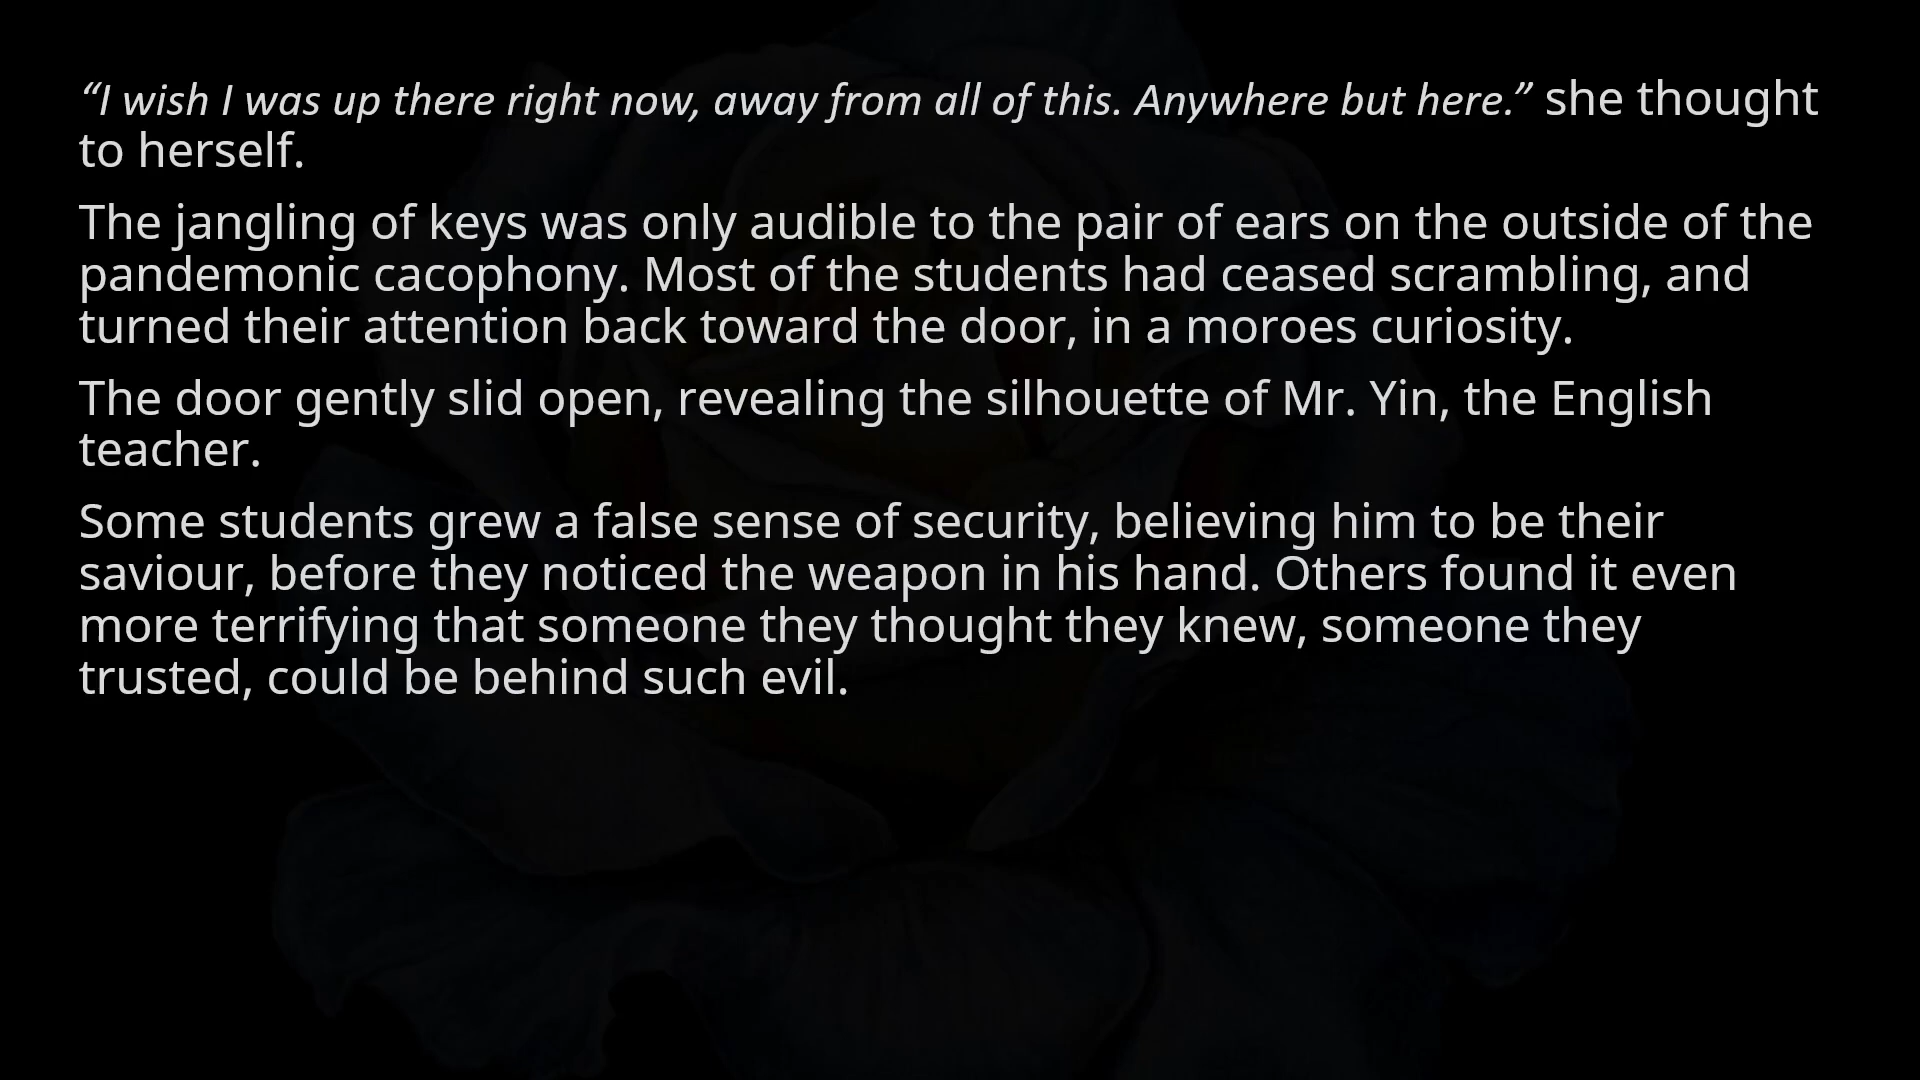 “I wish I was up there right now, away from all of this. Anywhere but here.” she thought
to herself.
The jangling of keys was only audible to the pair of ears on the outside of the
pandemonic cacophony. Most of the students had ceased scrambling, and
turned their attention back toward the door, in a moroes curiosity.
The door gently slid open, revealing the silhouette of Mr. Yin, the English
teacher.
Some students grew a false sense of security, believing him to be their
saviour, before they noticed the weapon in his hand. Others found it even
more terrifying that someone they thought they knew, someone they
trusted, could be behind such evil.